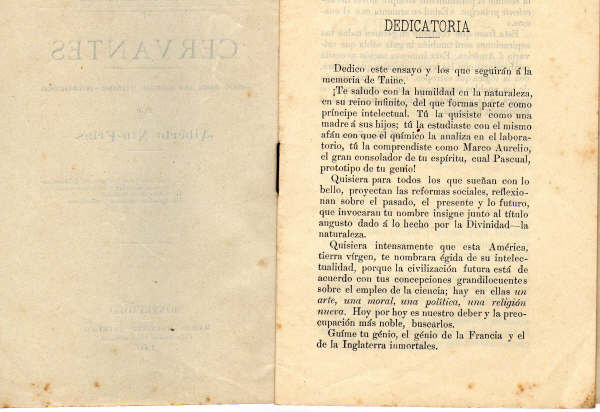 CERVANTES
POR
DEDICATORIA
Dedico este ensayo y los que seguirán á la
memoria de Taine.
¡Te saludo con la humildad en la naturaleza,
en su reino infinito, del que formas parte como
príncipe intelectual. Tú la quisiste como una
madre á sus hijos; tú la estudiaste con el mismo
afán con que el químico la analiza en el labora-
torio, tú la comprendiste como Marco Aurelio,
el gran consolador de tu espíritu, cual Pascual,
prototipo de tu genio!
Quisiera para todos los que sueñan con lo
bello, proyectan las reformas sociales, reflexio-
nan sobre el pasado, el presente y lo futuro,
que invocaran tu nombre insigne junto al título
angusto dado á lo hecho por la Divinidad—la
naturaleza.
Quisiera intensamente que esta América,
tierra vírgen, te nombrara égida de su intelec-
tualidad, porque la civilización futura está de
acuerdo con tus concepciones grandilocuentes
sobre el empleo de la ciencia; hay en ellas un
arte, una moral, una política, una religión
nueva. Hoy por hoy es nuestro deber y la preo-
cupación más noble, buscarlos.
Guíme tu génio, el génio de la Francia y el
de la Inglaterra inmortales.